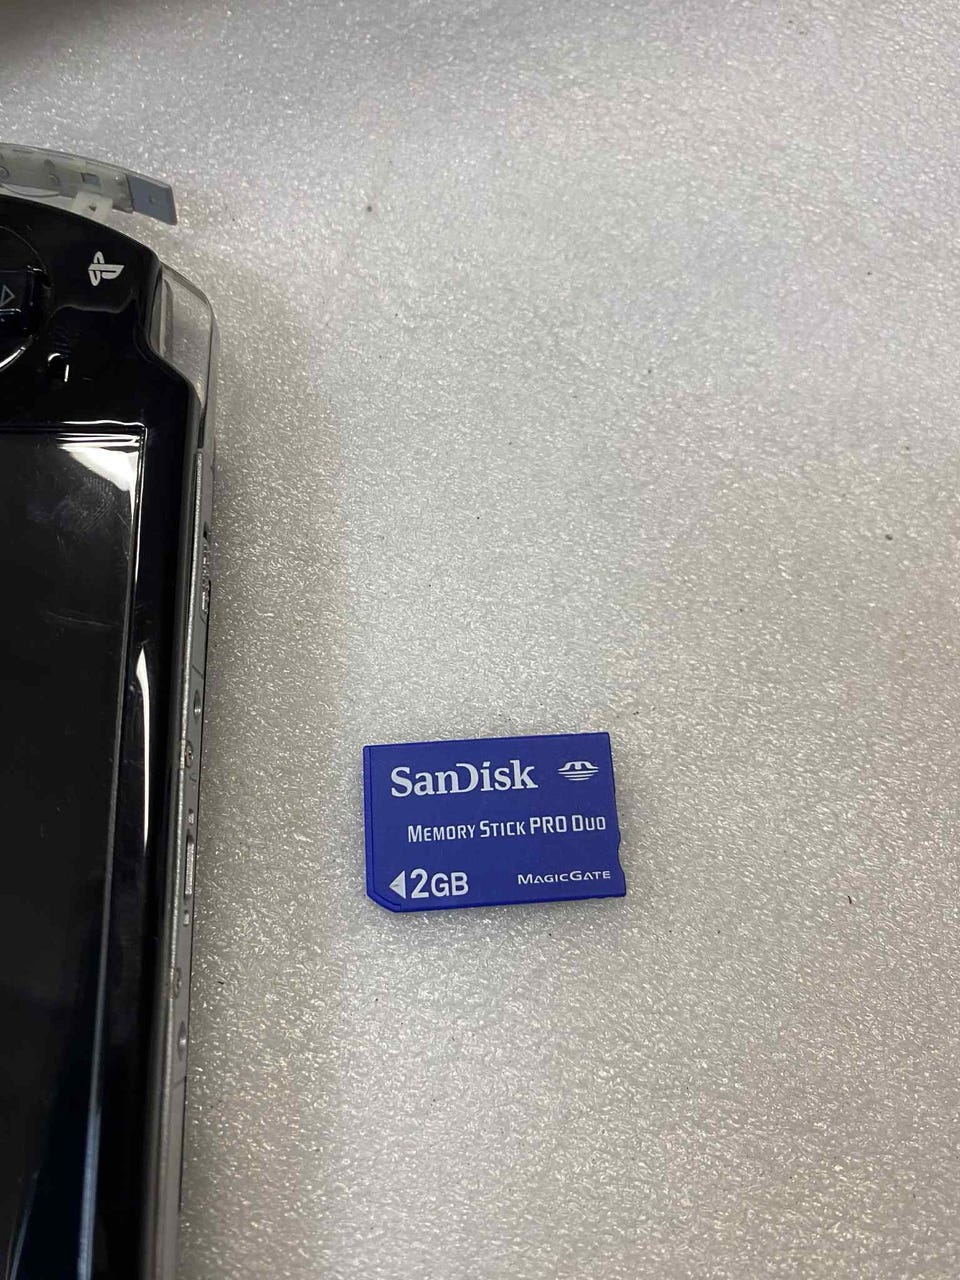 SanDisk
MEMORY STICK PRO DUO
2GB
MAGICGATE